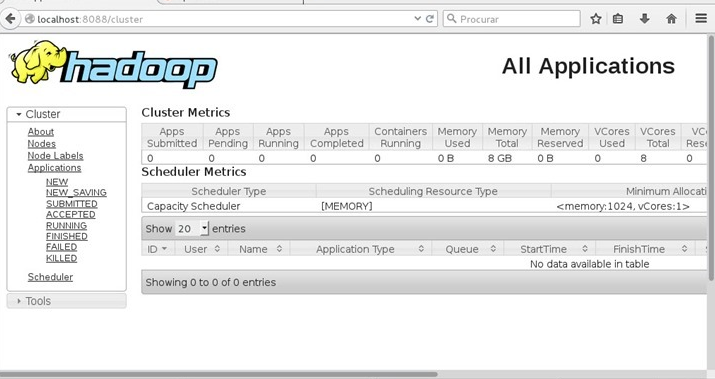 localhost:8088/cluster
Procurar
hadoop
All Applications
Cluster
About
Nodes
Node Labels
Applications
NEW
NEW_SAVING
SUBMITTED
ACCEPTED
RUNNING
FINISHED
FAILED
KILLED
Scheduler
Tools
Cluster Metrics
Apps Submitted Apps Pending Apps Running Apps Completed Containers Running Memory Used Memory Total Memory Reserved VCores Used VCores Total
0 0 0 0 0 0 B 8 GB 0 B 0 8 0
Scheduler Metrics
Scheduler Type Scheduling Resource Type Minimum Allocati
Capacity Scheduler [MEMORY] <memory:1024, vCores:1>
Show 20 entries
ID User Name Application Type Queue StartTime FinishTime
No data available in table
Showing 0 to 0 of 0 entries